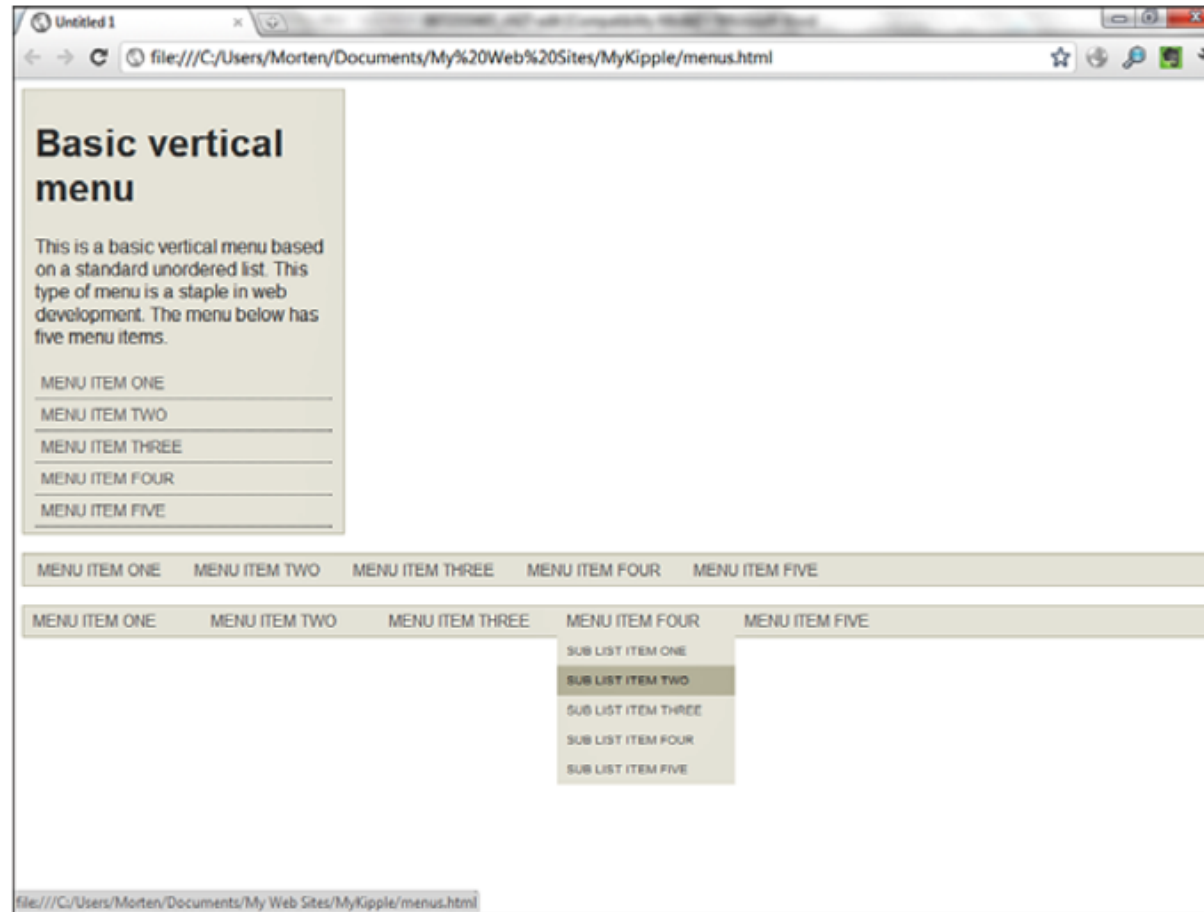 Untitled 1
file:///C:/Users/Morten/Documents/My%20Web%20Sites/MyKipple/menus.html
Basic vertical
menu
This is a basic vertical menu based
on a standard unordered list. This
type of menu is a staple in web
development. The menu below has
five menu items.
MENU ITEM ONE
MENU ITEM TWO
MENU ITEM THREE
MENU ITEM FOUR
MENU ITEM FIVE
MENU ITEM ONE MENU ITEM TWO MENU ITEM THREE MENU ITEM FOUR MENU ITEM FIVE
MENU ITEM ONE MENU ITEM TWO MENU ITEM THREE MENU ITEM FOUR MENU ITEM FIVE
SUB LIST ITEM ONE
SUB LIST ITEM TWO
SUB LIST ITEM THREE
SUB LIST ITEM FOUR
SUB LIST ITEM FIVE
file:///C:/Users/Morten/Documents/My Web Sites/MyKipple/menus.html